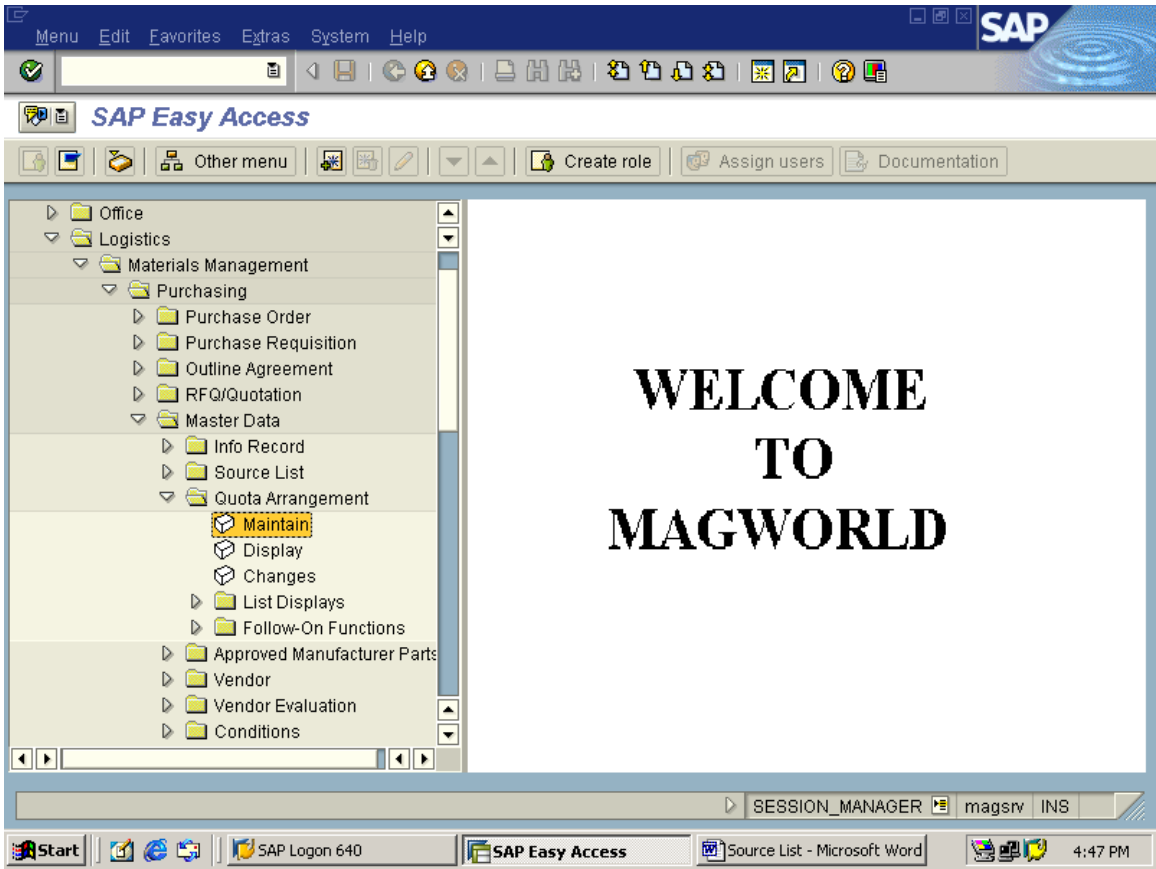 Menu Edit Favorites Extras System Help
SAP
SAP Easy Access
Other menu Create role Assign users Documentation
Office
Logistics
Materials Management
Purchasing
Purchase Order
Purchase Requisition
Outline Agreement
RFQ/Quotation
Master Data
Info Record
Source List
Quota Arrangement
Maintain
Display
Changes
List Displays
Follow-On Functions
Approved Manufacturer Parts
Vendor
Vendor Evaluation
Conditions
WELCOME
TO
MAGWORLD
SESSION_MANAGER magsrv INS
Start SAP Logon 640 SAP Easy Access Source List - Microsoft Word 4:47 PM